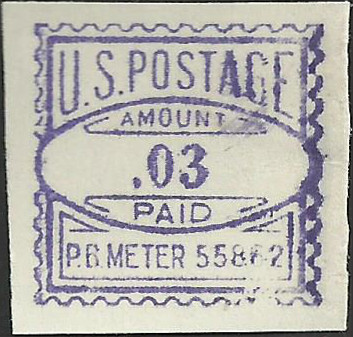 U.S. POSTAGE
AMOUNT
.03
PAID
P.B. METER